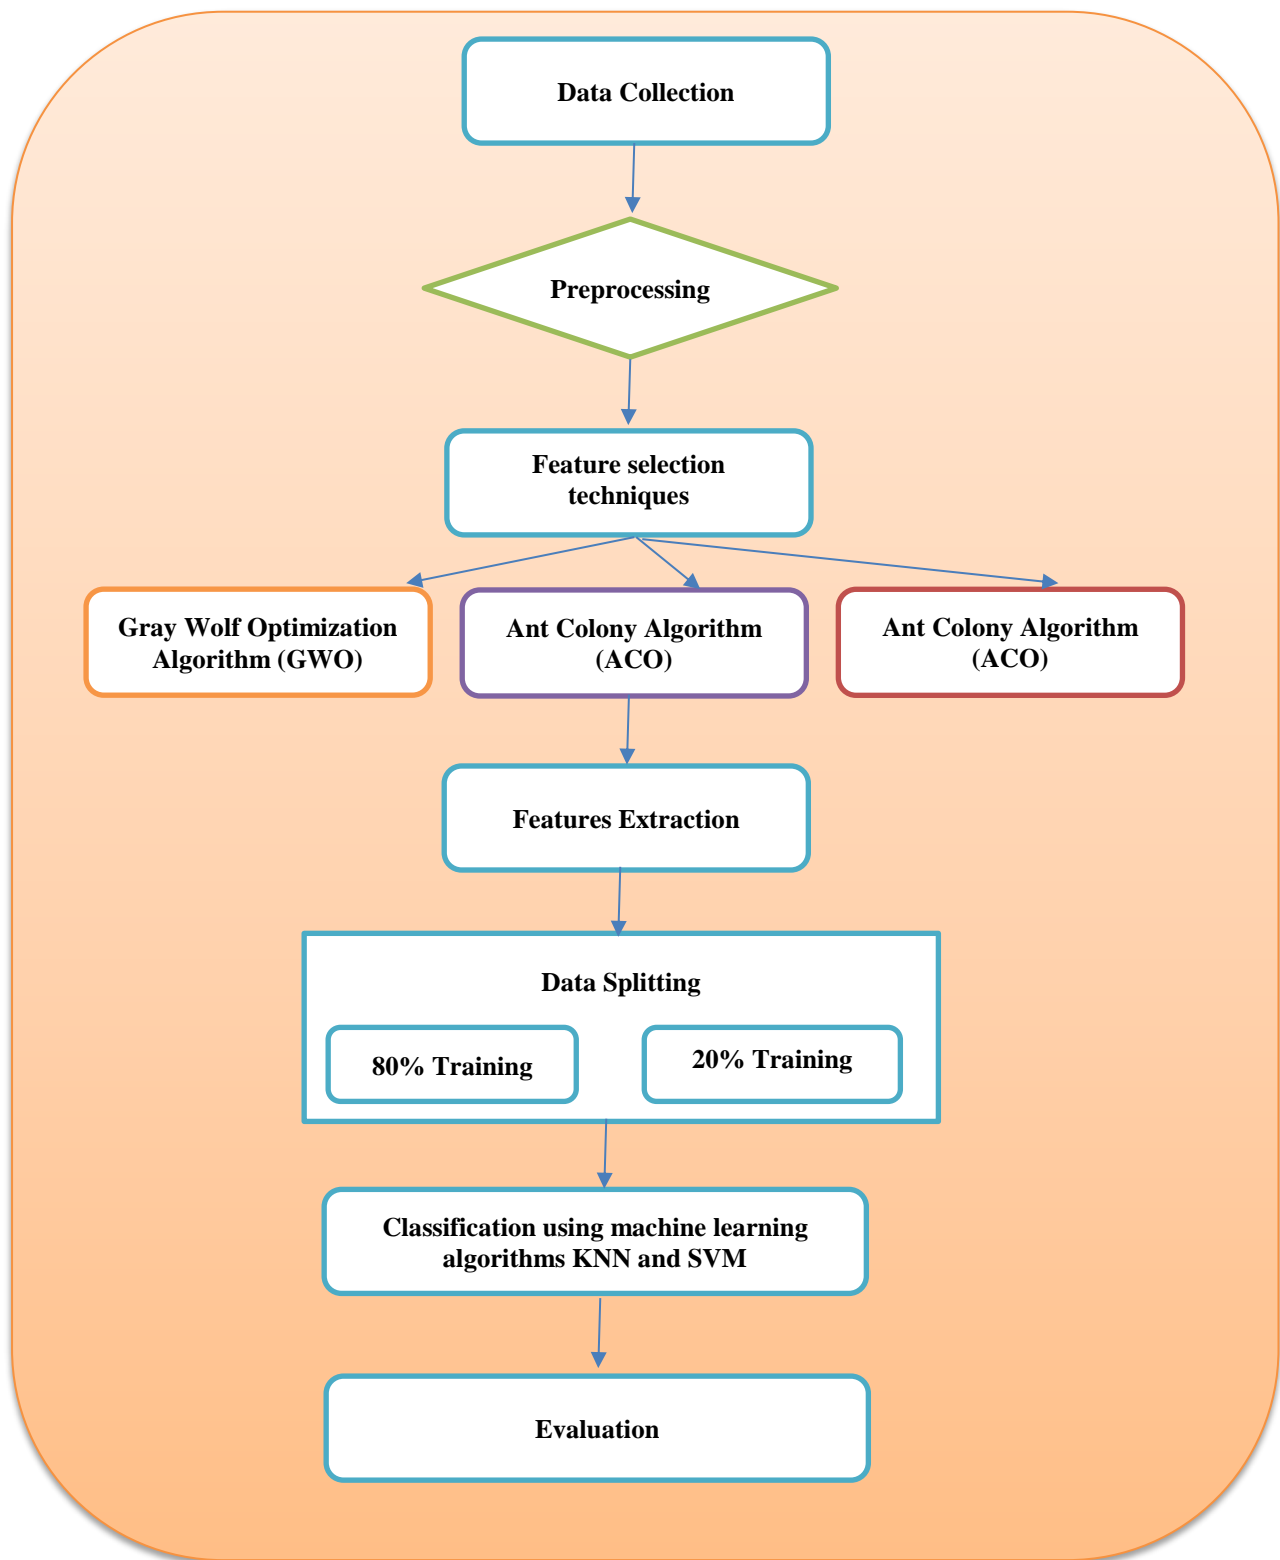 Data Collection
Preprocessing
Feature selection
techniques
Gray Wolf Optimization
Algorithm (GWO)
Ant Colony Algorithm
(ACO)
Ant Colony Algorithm
(ACO)
Features Extraction
Data Splitting
80% Training
20% Training
Classification using machine learning
algorithms KNN and SVM
Evaluation